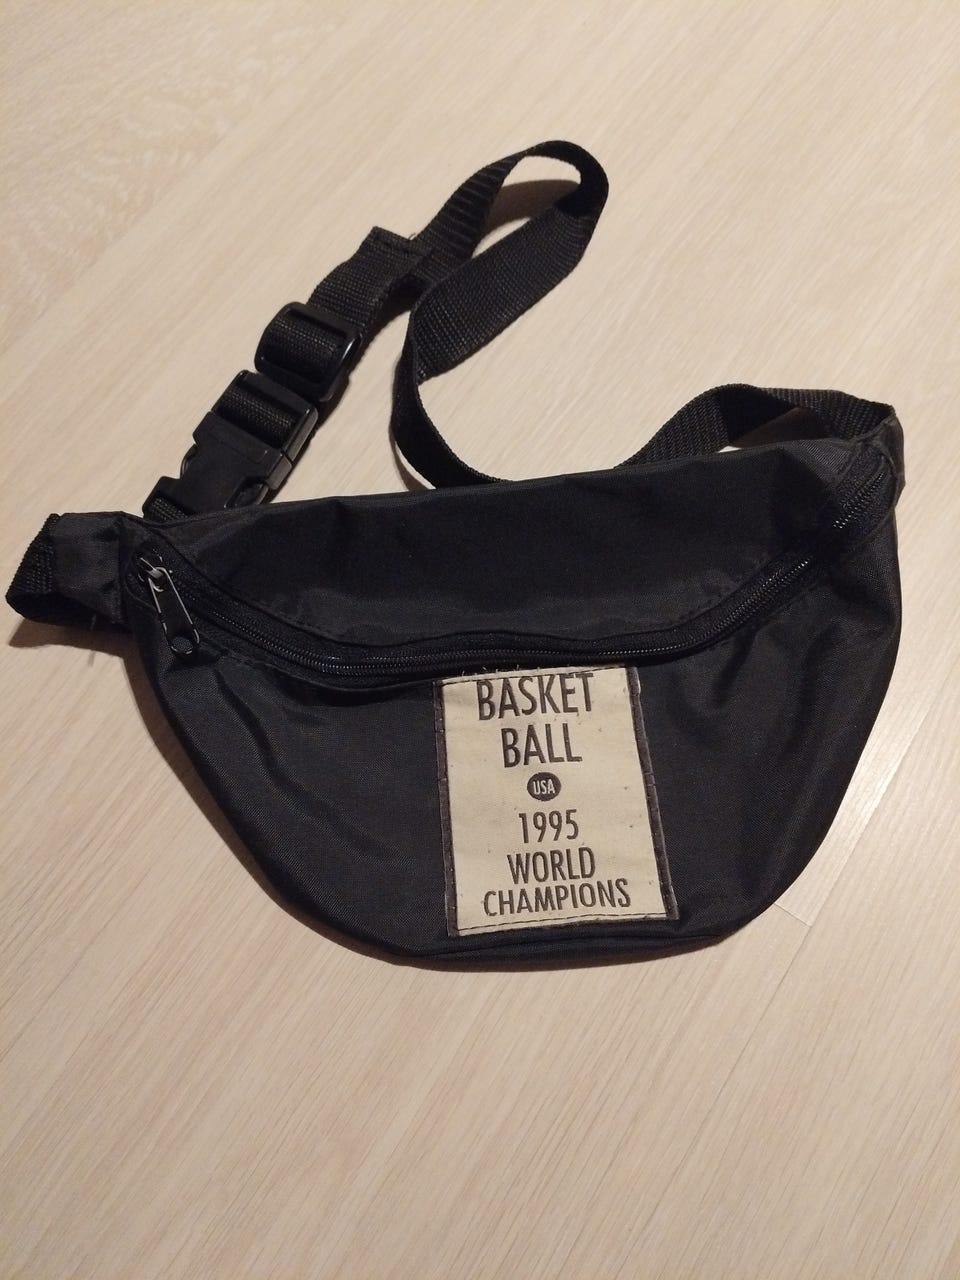 BASKET
BALL
USA
1995
WORLD
CHAMPIONS